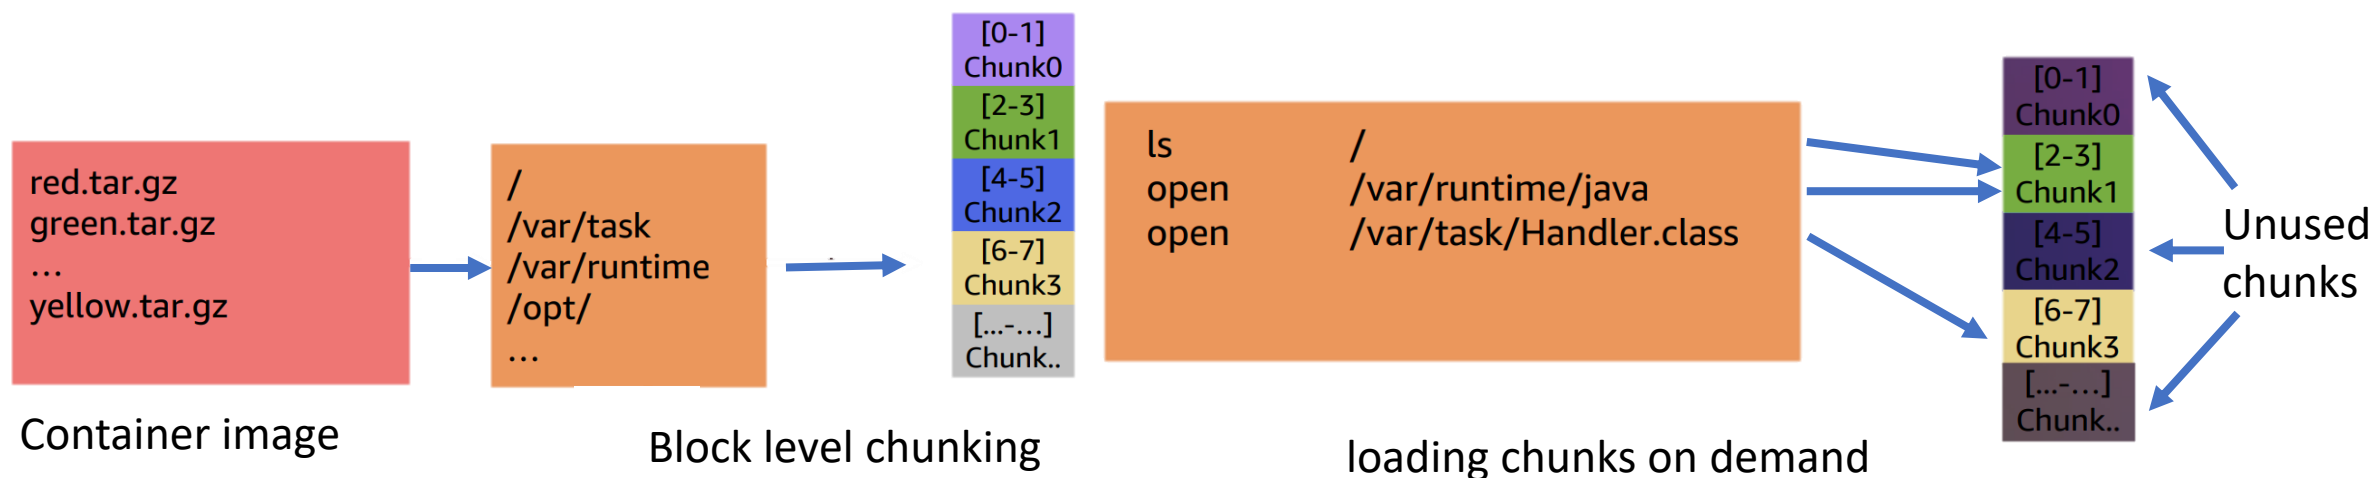 red.tar.gz
green.tar.gz
...
yellow.tar.gz
Container image
/
/var/task
/var/runtime
/opt/
...
Block level chunking
[0-1]
Chunk0
[2-3]
Chunk1
[4-5]
Chunk2
[6-7]
Chunk3
[...-...]
Chunk..
ls /
open /var/runtime/java
open /var/task/Handler.class
loading chunks on demand
[0-1]
Chunk0
[2-3]
Chunk1
[4-5]
Chunk2
[6-7]
Chunk3
[...-...]
Chunk..
Unused
chunks